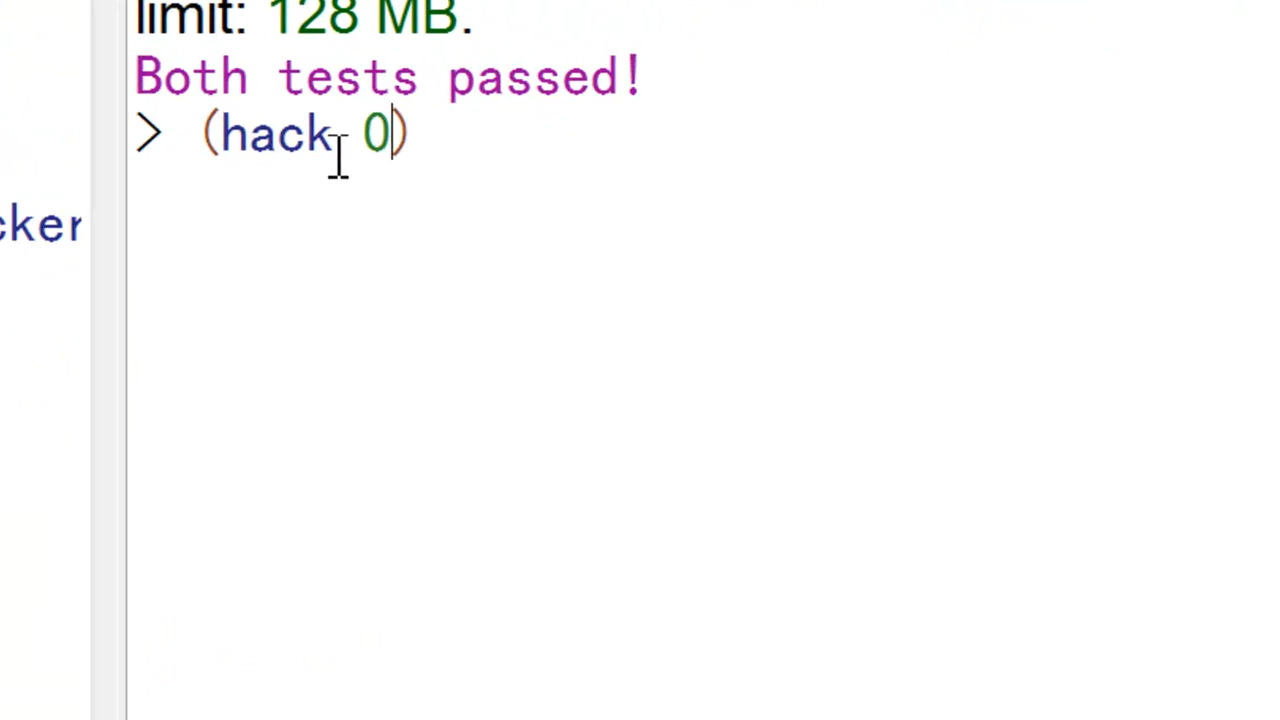 limit: 128 MB.
Both tests passed!
> (hack 0)
cker